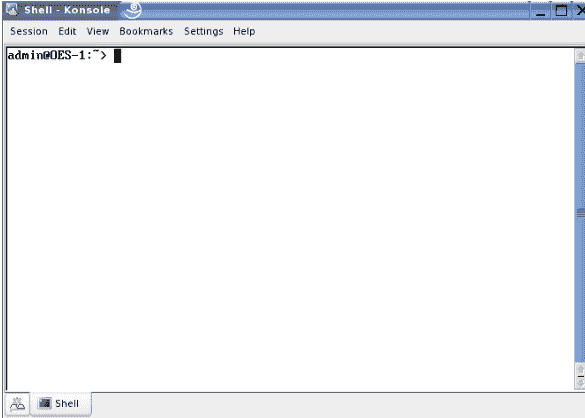 Shell - Konsole
Session Edit View Bookmarks Settings Help
admin@OES-1:~>
Shell